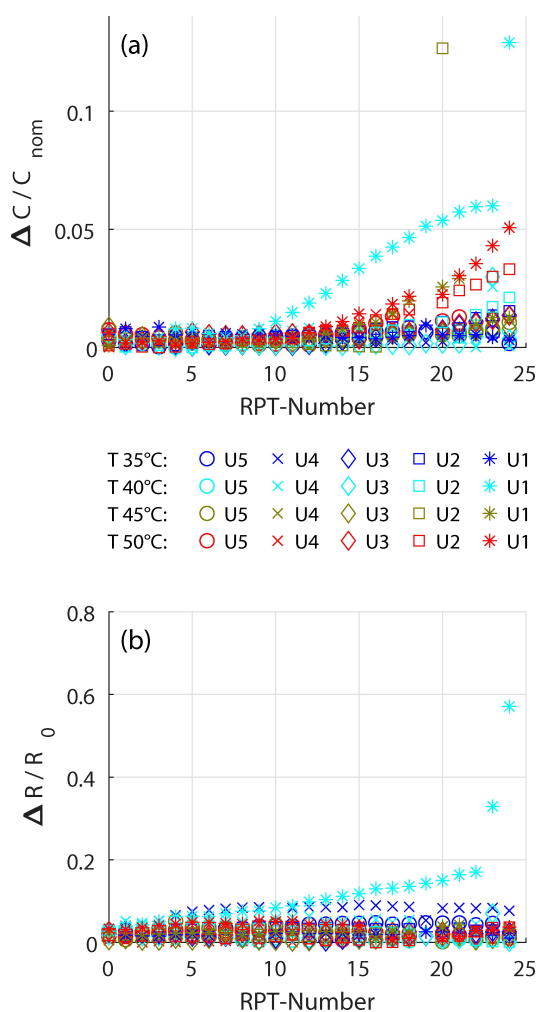 (a)
0.1
0.05
0
Δ C / C nom
0 5 10 15 20 25
RPT-Number
T 35°C: U5 U4 U3 U2 U1
T 40°C: U5 U4 U3 U2 U1
T 45°C: U5 U4 U3 U2 U1
T 50°C: U5 U4 U3 U2 U1
(b)
0.8
0.6
0.4
0.2
0
Δ R / R 0
0 5 10 15 20 25
RPT-Number